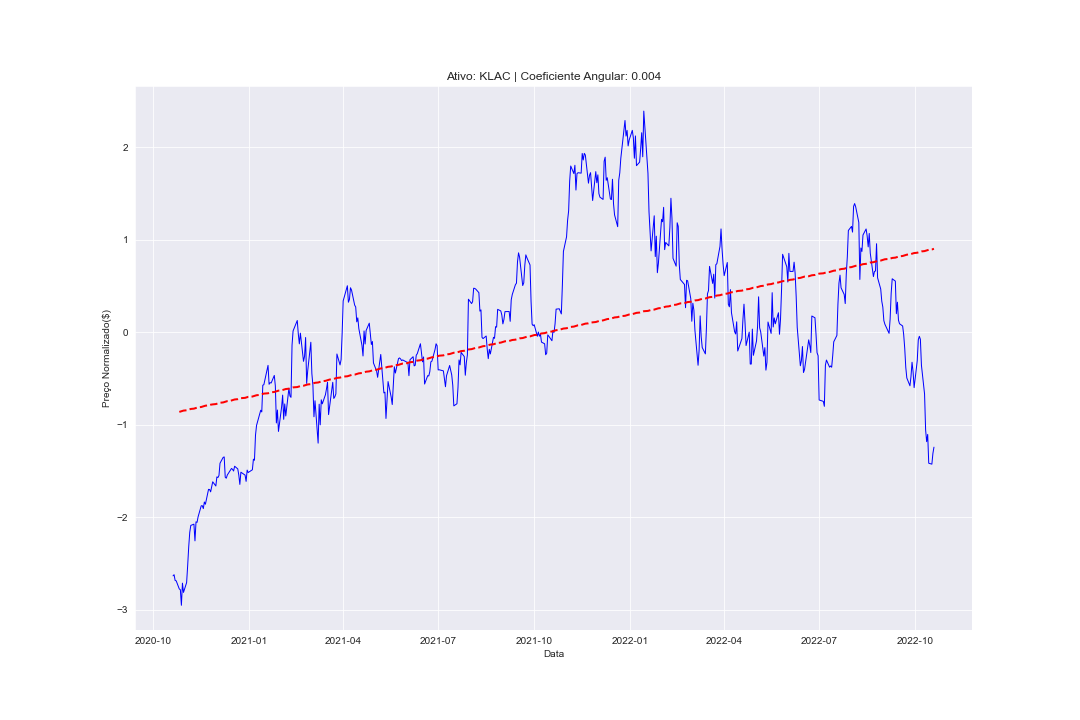 Ativo: KLAC | Coeficiente Angular: 0.004
Preço Normalizado($)
2
1
0
−1
−2
−3
2020-10 2021-01 2021-04 2021-07 2021-10 2022-01 2022-04 2022-07 2022-10
Data